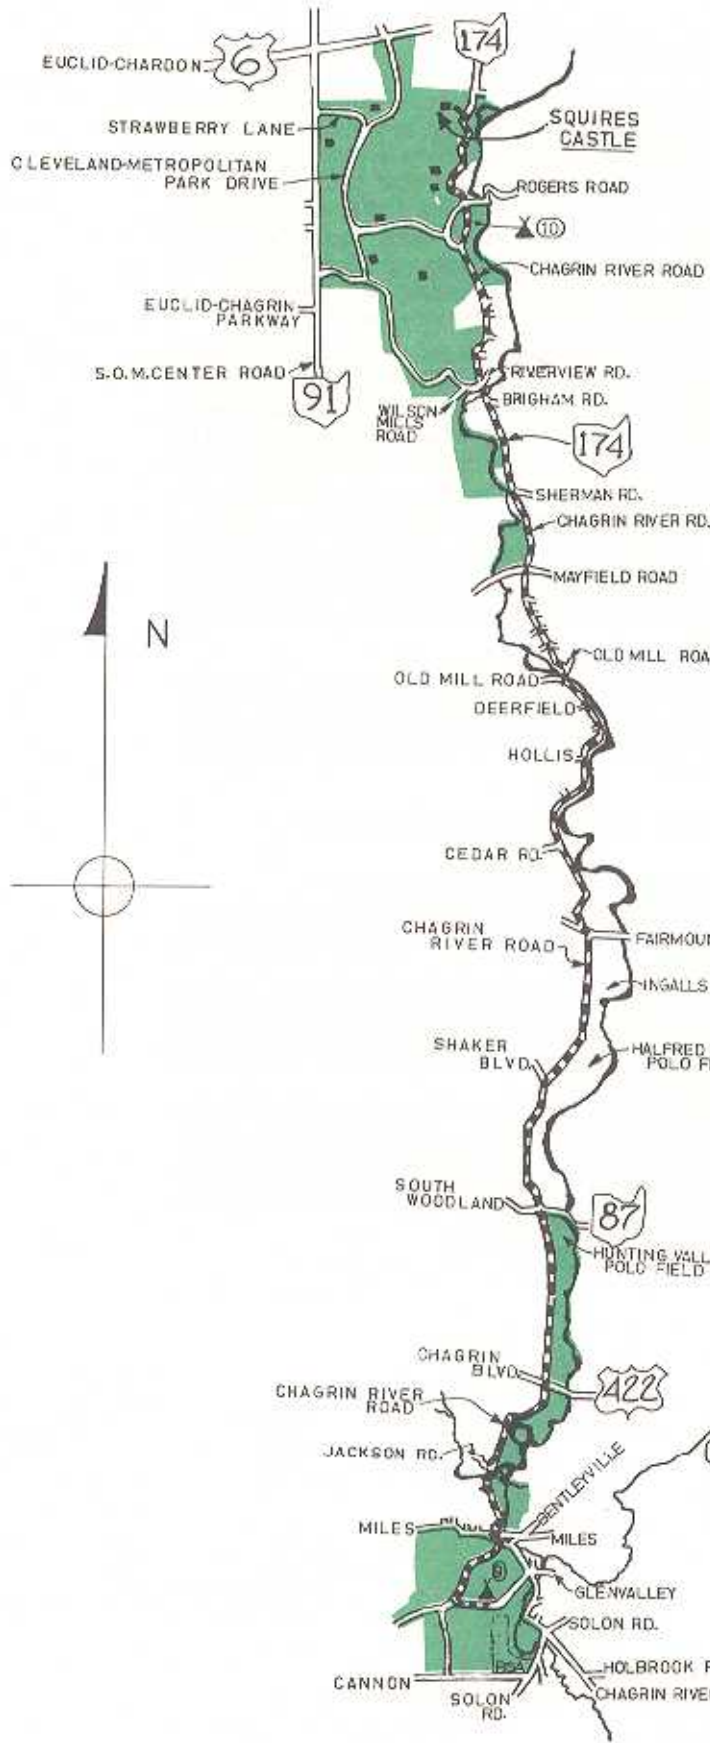 174
EUCLID-CHARDON
6
SQUIRES
CASTLE
STRAWBERRY LANE
CLEVELAND-METROPOLITAN
PARK DRIVE
ROGERS ROAD
10
CHAGRIN RIVER ROAD
EUCLID-CHAGRIN
PARKWAY
S.O.M.CENTER ROAD
91
RIVERVIEW RD.
BRIGHAM RD.
WILSON
MILLS
ROAD
174
SHERMAN RD.
CHAGRIN RIVER RD.
MAYFIELD ROAD
N
OLD MILL ROA
OLD MILL ROAD
DEERFIELD
HOLLIS
CEDAR RD.
CHAGRIN
RIVER ROAD
FAIRMOUN
INGALLS
SHAKER
BLVD.
HALFRED
POLO F
SOUTH
WOODLAND
87
HUNTING VALL
POLO FIELD
CHAGRIN
BLVD.
422
CHAGRIN RIVER
ROAD
JACKSON RD.
BENTLEYVILLE
MILES
MILES
9
GLENVALLEY
SOLON RD.
BSA
HOLBROOK
CANNON
CHAGRIN RIVER
SOLON
RD.